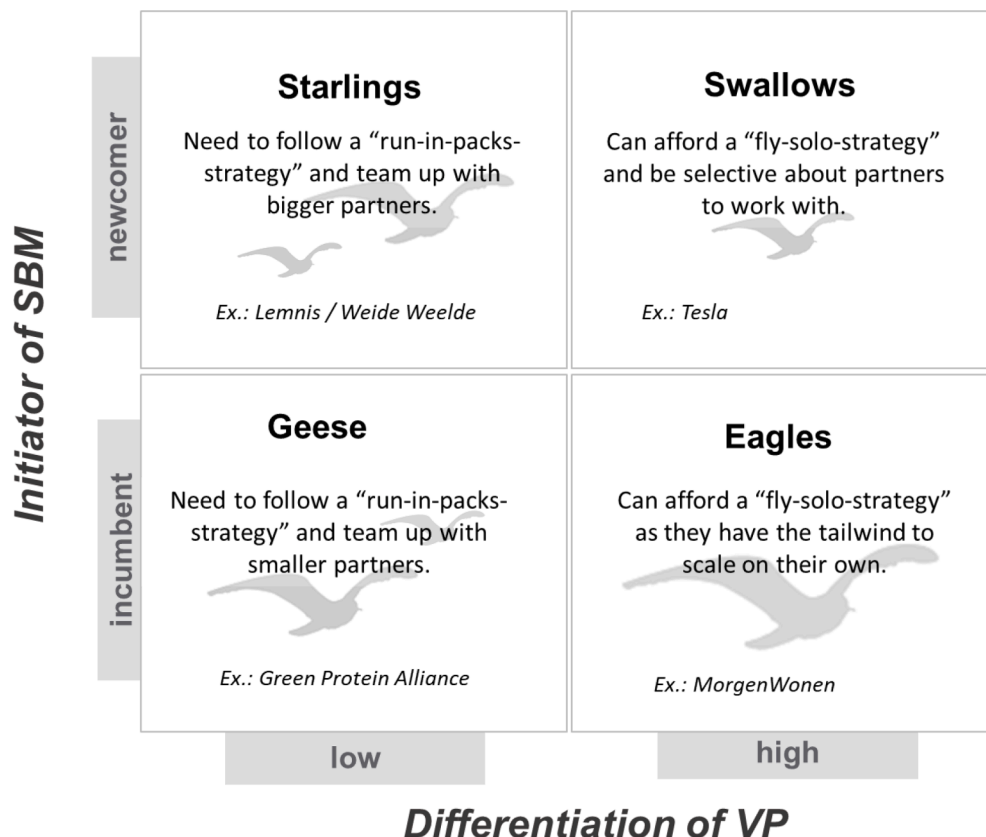 Initiator of SBM
newcomer
Starlings
Need to follow a “run-in-packs-
strategy” and team up with
bigger partners.
Ex.: Lemnis / Weide Weelde
Swallows
Can afford a “fly-solo-strategy”
and be selective about partners
to work with.
Ex.: Tesla
incumbent
Geese
Need to follow a “run-in-packs-
strategy” and team up with
smaller partners.
Ex.: Green Protein Alliance
Eagles
Can afford a “fly-solo-strategy”
as they have the tailwind to
scale on their own.
Ex.: MorgenWonen
low
high
Differentiation of VP